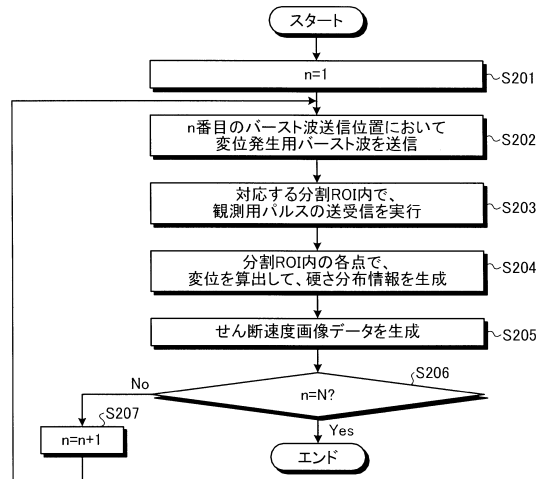 スタート
n=1
S201
n番目のバースト波送信位置において
変位発生用バースト波を送信
S202
対応する分割ROI内で、
観測用パルスの送受信を実行
S203
分割ROI内の各点で、
変位を算出して、硬さ分布情報を生成
S204
せん断速度画像データを生成
S205
n=N?
S206
No
S207
n=n+1
Yes
エンド